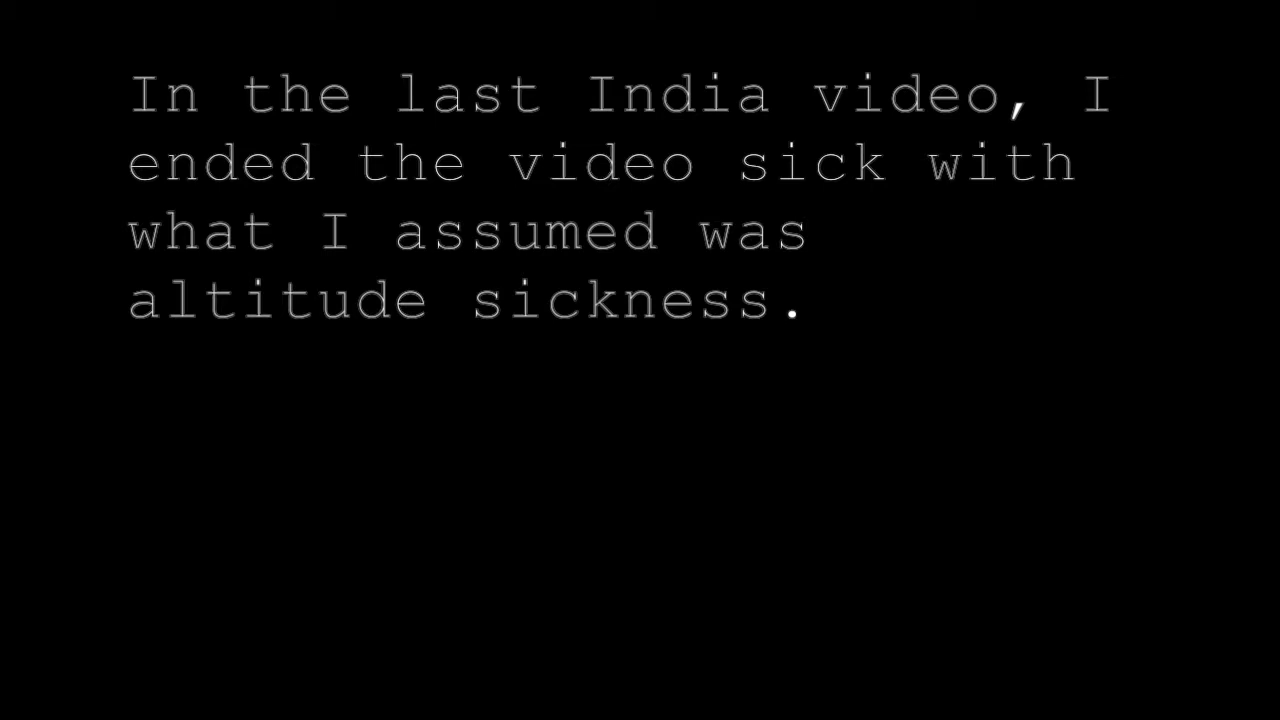 In the last India video, I
ended the video sick with
what I assumed was
altitude sickness.